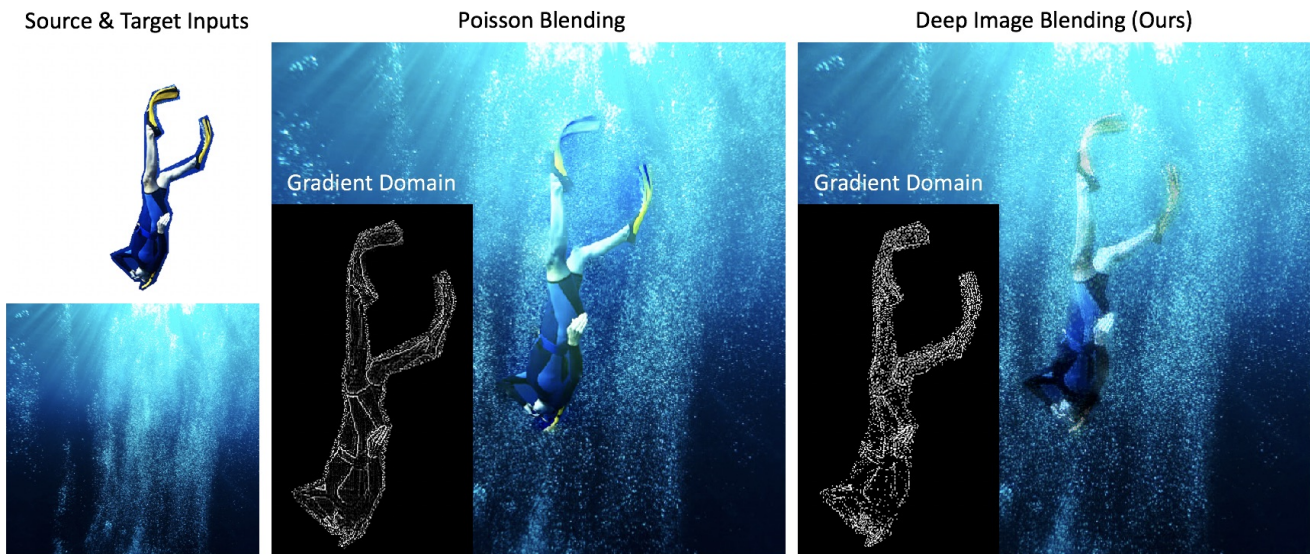 Source & Target Inputs
Poisson Blending
Deep Image Blending (Ours)
Gradient Domain
Gradient Domain